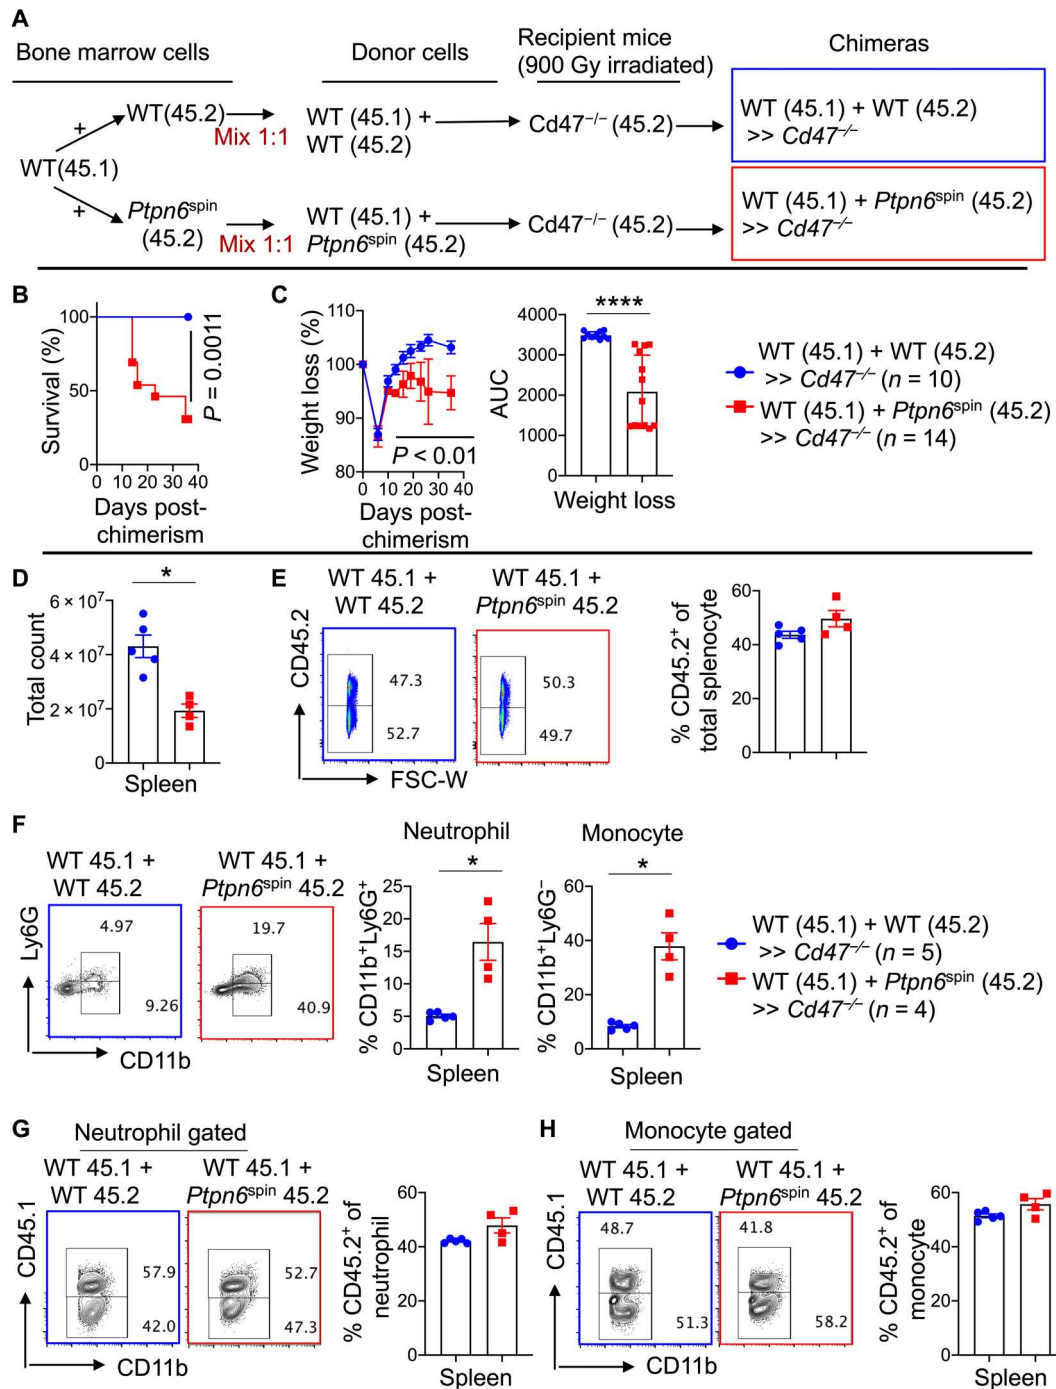 A
Bone marrow cells
Donor cells
Recipient mice
(900 Gy irradiated)
Chimeras
WT(45.1)
+
WT(45.2)
Mix 1:1
WT (45.1) +
WT (45.2)
Cd47–/– (45.2)
WT (45.1) + WT (45.2)
>> Cd47–/–
+
Ptpn6spin
(45.2)
Mix 1:1
WT (45.1) +
Ptpn6spin (45.2)
Cd47–/– (45.2)
WT (45.1) + Ptpn6spin (45.2)
>> Cd47–/–
B
Survival (%)
100
50
0
0 10 20 30 40
Days post-
chimerism
P = 0.0011
C
Weight loss (%)
110
100
90
80
P < 0.01
0 10 20 30 40
Days post-
chimerism
AUC
4000
3000
2000
1000
0
****
Weight loss
WT (45.1) + WT (45.2)
>> Cd47–/– (n = 10)
WT (45.1) + Ptpn6spin (45.2)
>> Cd47–/– (n = 14)
D
Total count
6 × 10⁷
4 × 10⁷
2 × 10⁷
0
*
Spleen
E
WT 45.1 +
WT 45.2
WT 45.1 +
Ptpn6spin 45.2
CD45.2
47.3
52.7
50.3
49.7
FSC-W
% CD45.2⁺ of
total splenocyte
60
40
20
0
F
WT 45.1 +
WT 45.2
WT 45.1 +
Ptpn6spin 45.2
Ly6G
4.97
9.26
19.7
40.9
CD11b
Neutrophil
% CD11b⁺Ly6G⁺
25
20
15
10
5
0
*
Spleen
Monocyte
% CD11b⁺Ly6G⁻
60
40
20
0
*
Spleen
WT (45.1) + WT (45.2)
>> Cd47–/– (n = 5)
WT (45.1) + Ptpn6spin (45.2)
>> Cd47–/– (n = 4)
G
Neutrophil gated
WT 45.1 +
WT 45.2
WT 45.1 +
Ptpn6spin 45.2
CD45.1
57.9
42.0
52.7
47.3
CD11b
% CD45.2⁺ of
neutrophil
60
40
20
0
Spleen
H
Monocyte gated
WT 45.1 +
WT 45.2
WT 45.1 +
Ptpn6spin 45.2
CD45.1
48.7
51.3
41.8
58.2
CD11b
% CD45.2⁺ of
monocyte
60
40
20
0
Spleen